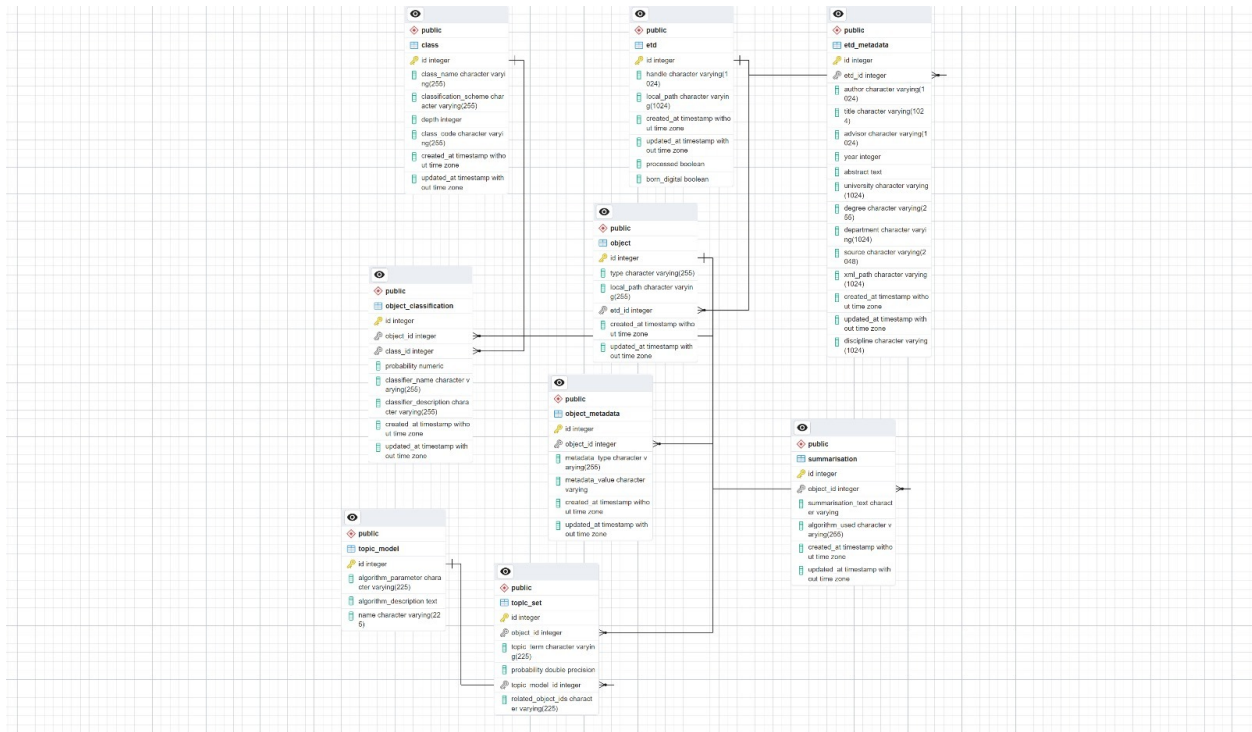 public
class
id integer
class_name character varyi
ng(255)
classification_scheme char
acter varying(255)
depth integer
class_code character varyi
ng(255)
created_at timestamp witho
ut time zone
updated_at timestamp with
out time zone
public
etd
id integer
handle character varying(1
024)
local_path character varyin
g(1024)
created_at timestamp witho
ut time zone
updated_at timestamp with
out time zone
processed boolean
born_digital boolean
public
etd_metadata
id integer
etd_id integer
author character varying(1
024)
title character varying(102
4)
advisor character varying(1
024)
year integer
abstract text
university character varying
(1024)
degree character varying(2
55)
department character varyi
ng(1024)
source character varying(2
048)
xml_path character varying
(1024)
created_at timestamp witho
ut time zone
updated_at timestamp with
out time zone
discipline character varying
(1024)
public
object
id integer
type character varying(255)
local_path character varyin
g(255)
etd_id integer
created_at timestamp witho
ut time zone
updated_at timestamp with
out time zone
public
object_classification
id integer
object_id integer
class_id integer
probability numeric
classifier_name character v
arying(255)
classifier_description chara
cter varying(255)
created_at timestamp witho
ut time zone
updated_at timestamp with
out time zone
public
object_metadata
id integer
object_id integer
metadata_type character v
arying(255)
metadata_value character
varying
created_at timestamp witho
ut time zone
updated_at timestamp with
out time zone
public
summarisation
id integer
object_id integer
summarisation_text charact
er varying
algorithm_used character v
arying(255)
created_at timestamp witho
ut time zone
updated_at timestamp with
out time zone
public
topic_model
id integer
algorithm_parameter chara
cter varying(225)
algorithm_description text
name character varying(22
5)
public
topic_set
id integer
object_id integer
topic_term character varyin
g(225)
probability double precision
topic_model_id integer
related_object_ids charact
er varying(225)